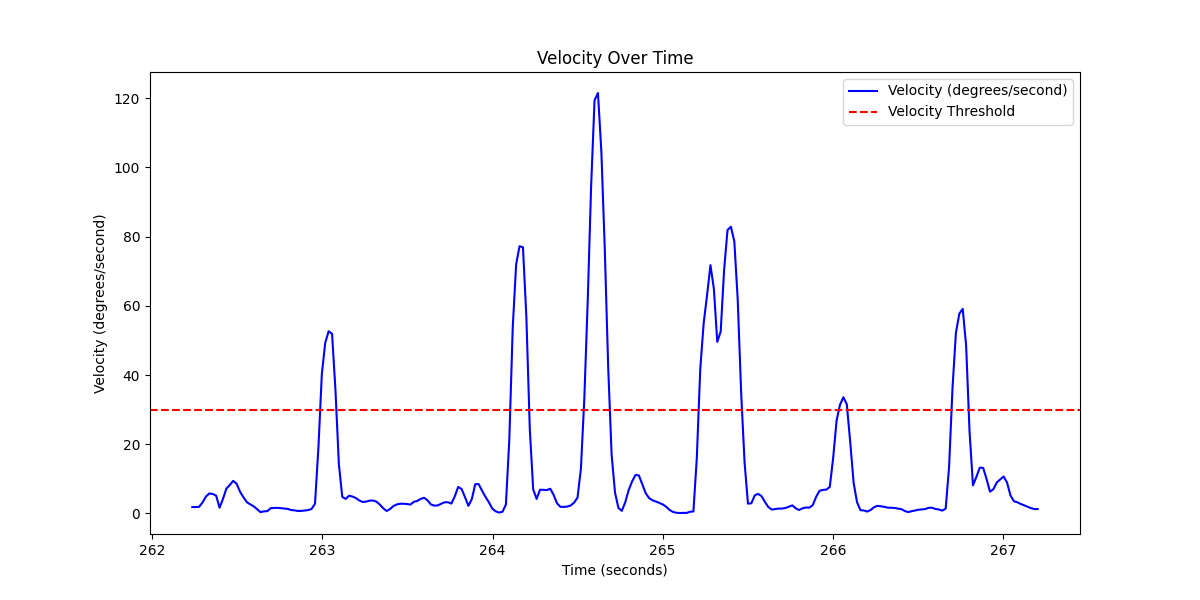 Velocity Over Time
Velocity (degrees/second)
Velocity Threshold
Velocity (degrees/second)
120
100
80
60
40
20
0
262 263 264 265 266 267
Time (seconds)